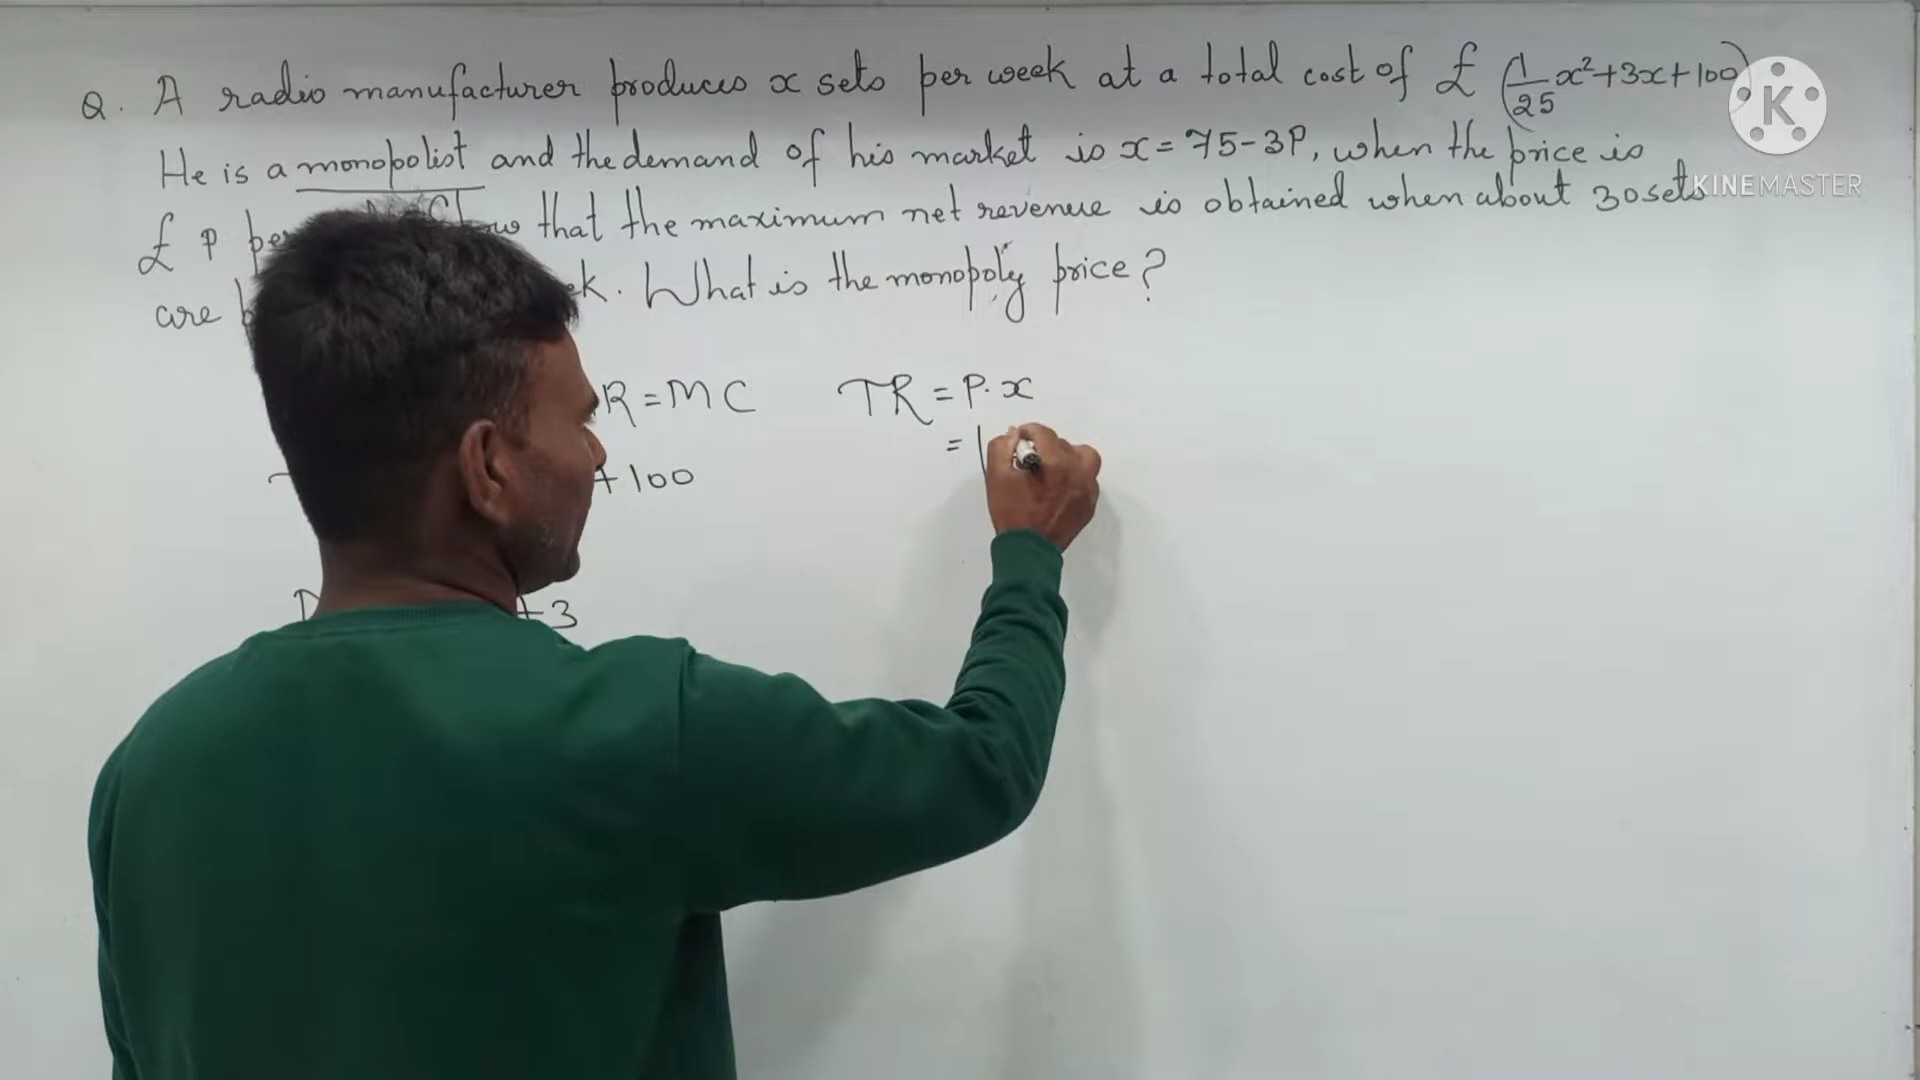 Q. A radio manufacturer produces x sets per week at a total cost of £ (1/25 x² + 3x + 100)
He is a monopolist and the demand of his market is x = 75 - 3P, when the price is
£ P per that the maximum net revenue is obtained when about 30 sets
are What is the monopoly price?
R = MC TR = P.x
+ 100 =
+ 3
K
KINEMASTER